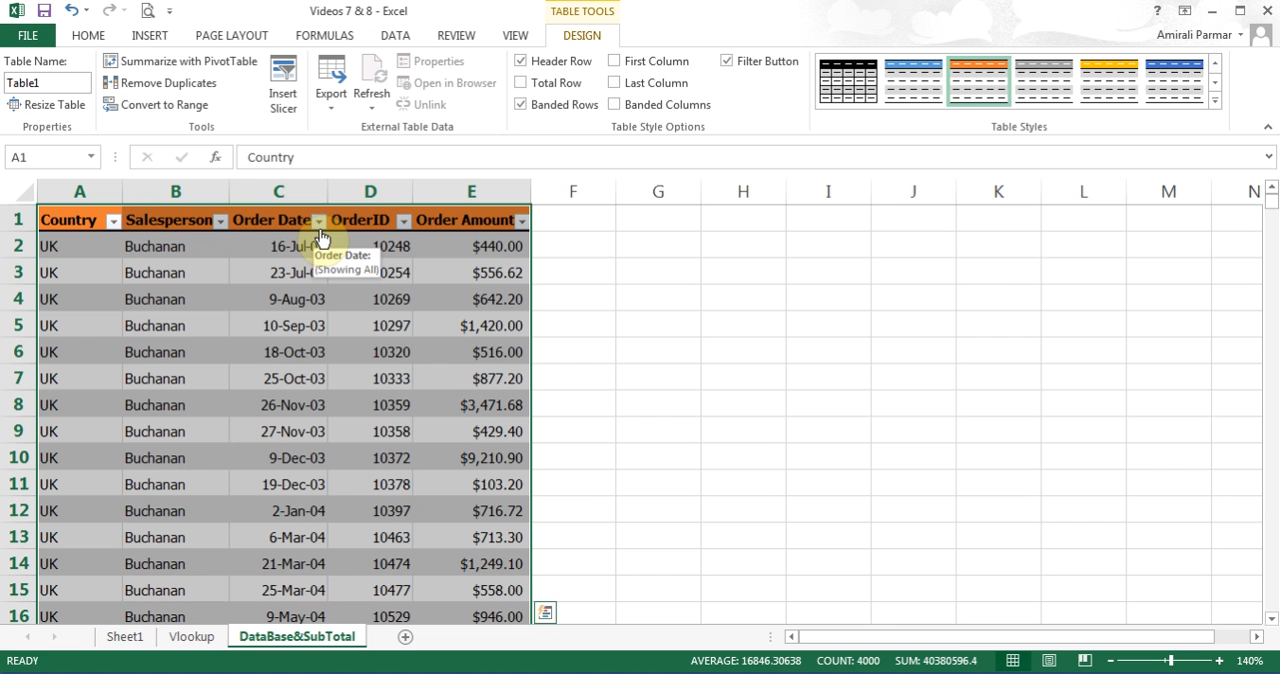 Videos 7 & 8 - Excel
TABLE TOOLS
?
FILE HOME INSERT PAGE LAYOUT FORMULAS DATA REVIEW VIEW DESIGN
Amirali Parmar
Table Name:
Table1
Resize Table
Properties
Summarize with PivotTable
Remove Duplicates
Convert to Range
Tools
Insert
Slicer
Export
Refresh
Properties
Open in Browser
Unlink
External Table Data
Header Row First Column Filter Button
Total Row Last Column
Banded Rows Banded Columns
Table Style Options
Table Styles
A1 fx Country
A B C D E F G H I J K L M N
1 Country Salesperson Order Date OrderID Order Amount
2 UK Buchanan 16-Jul- 10248 $440.00
3 UK Buchanan 23-Jul- 0254 $556.62
Order Date:
(Showing All)
4 UK Buchanan 9-Aug-03 10269 $642.20
5 UK Buchanan 10-Sep-03 10297 $1,420.00
6 UK Buchanan 18-Oct-03 10320 $516.00
7 UK Buchanan 25-Oct-03 10333 $877.20
8 UK Buchanan 26-Nov-03 10359 $3,471.68
9 UK Buchanan 27-Nov-03 10358 $429.40
10 UK Buchanan 9-Dec-03 10372 $9,210.90
11 UK Buchanan 19-Dec-03 10378 $103.20
12 UK Buchanan 2-Jan-04 10397 $716.72
13 UK Buchanan 6-Mar-04 10463 $713.30
14 UK Buchanan 21-Mar-04 10474 $1,249.10
15 UK Buchanan 25-Mar-04 10477 $558.00
16 UK Buchanan 9-May-04 10529 $946.00
Sheet1 Vlookup DataBase&SubTotal
READY
AVERAGE: 16846.30638 COUNT: 4000 SUM: 40380596.4
140%